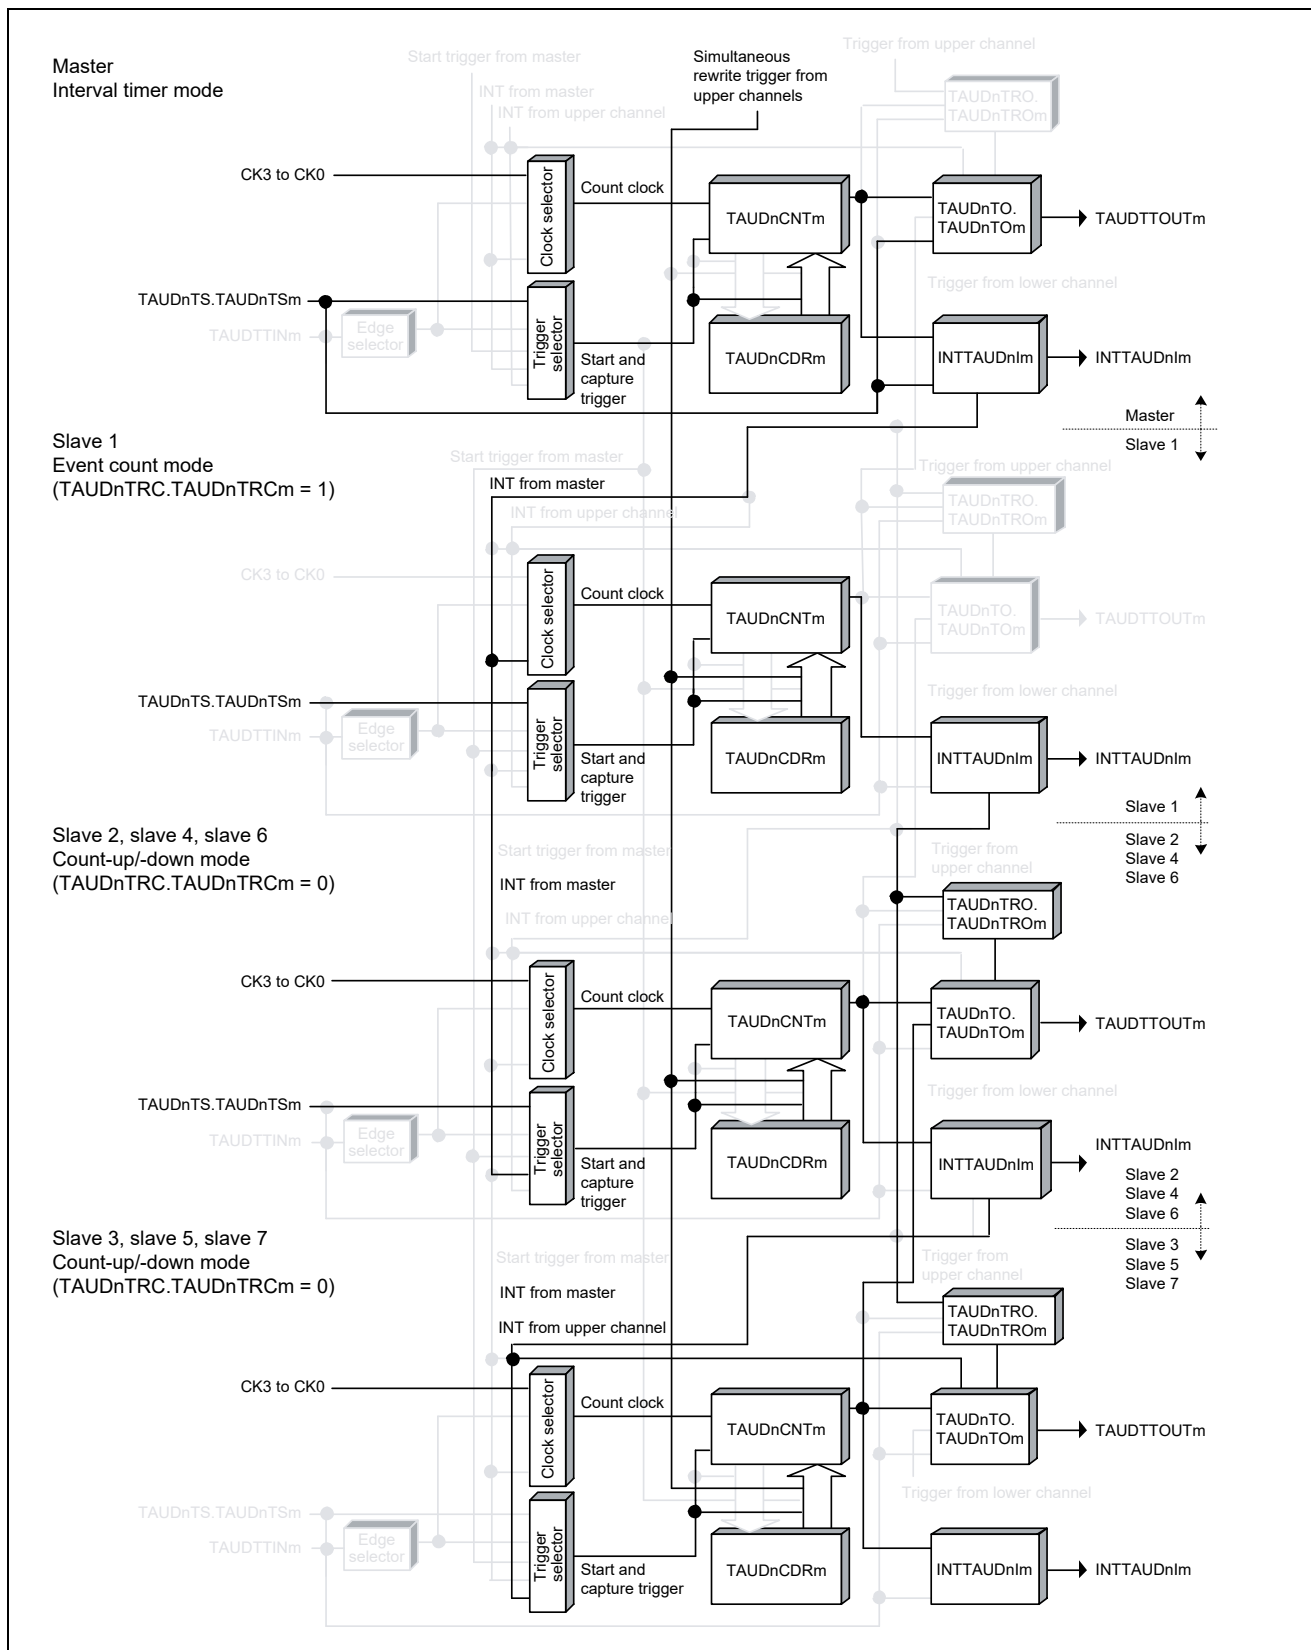 Master
Interval timer mode
Start trigger from master
INT from master
INT from upper channel
Simultaneous
rewrite trigger from
upper channels
Trigger from upper channel
TAUDnTRO.
TAUDnTROm
CK3 to CK0
Clock selector
Count clock
TAUDnCNTm
TAUDnTO.
TAUDnTOm
TAUDTTOUTm
Trigger from lower channel
TAUDnTS.TAUDnTSm
TAUDTTINm
Edge
selector
Trigger
selector
Start and
capture
trigger
TAUDnCDRm
INTTAUDnIm
INTTAUDnIm
Master
Slave 1
Slave 1
Event count mode
(TAUDnTRC.TAUDnTRCm = 1)
Start trigger from master
INT from master
INT from upper channel
Trigger from upper channel
TAUDnTRO.
TAUDnTROm
CK3 to CK0
Clock selector
Count clock
TAUDnCNTm
TAUDnTO.
TAUDnTOm
TAUDTTOUTm
Trigger from lower channel
TAUDnTS.TAUDnTSm
TAUDTTINm
Edge
selector
Trigger
selector
Start and
capture
trigger
TAUDnCDRm
INTTAUDnIm
INTTAUDnIm
Slave 1
Slave 2
Slave 4
Slave 6
Slave 2, slave 4, slave 6
Count-up/-down mode
(TAUDnTRC.TAUDnTRCm = 0)
Start trigger from master
INT from master
INT from upper channel
Trigger from
upper channel
TAUDnTRO.
TAUDnTROm
CK3 to CK0
Clock selector
Count clock
TAUDnCNTm
TAUDnTO.
TAUDnTOm
TAUDTTOUTm
Trigger from lower channel
TAUDnTS.TAUDnTSm
TAUDTTINm
Edge
selector
Trigger
selector
Start and
capture
trigger
TAUDnCDRm
INTTAUDnIm
INTTAUDnIm
Slave 2
Slave 4
Slave 6
Slave 3
Slave 5
Slave 7
Slave 3, slave 5, slave 7
Count-up/-down mode
(TAUDnTRC.TAUDnTRCm = 0)
Start trigger from master
INT from master
INT from upper channel
Trigger from
upper channel
TAUDnTRO.
TAUDnTROm
CK3 to CK0
Clock selector
Count clock
TAUDnCNTm
TAUDnTO.
TAUDnTOm
TAUDTTOUTm
Trigger from lower channel
TAUDnTS.TAUDnTSm
TAUDTTINm
Edge
selector
Trigger
selector
Start and
capture trigger
TAUDnCDRm
INTTAUDnIm
INTTAUDnIm